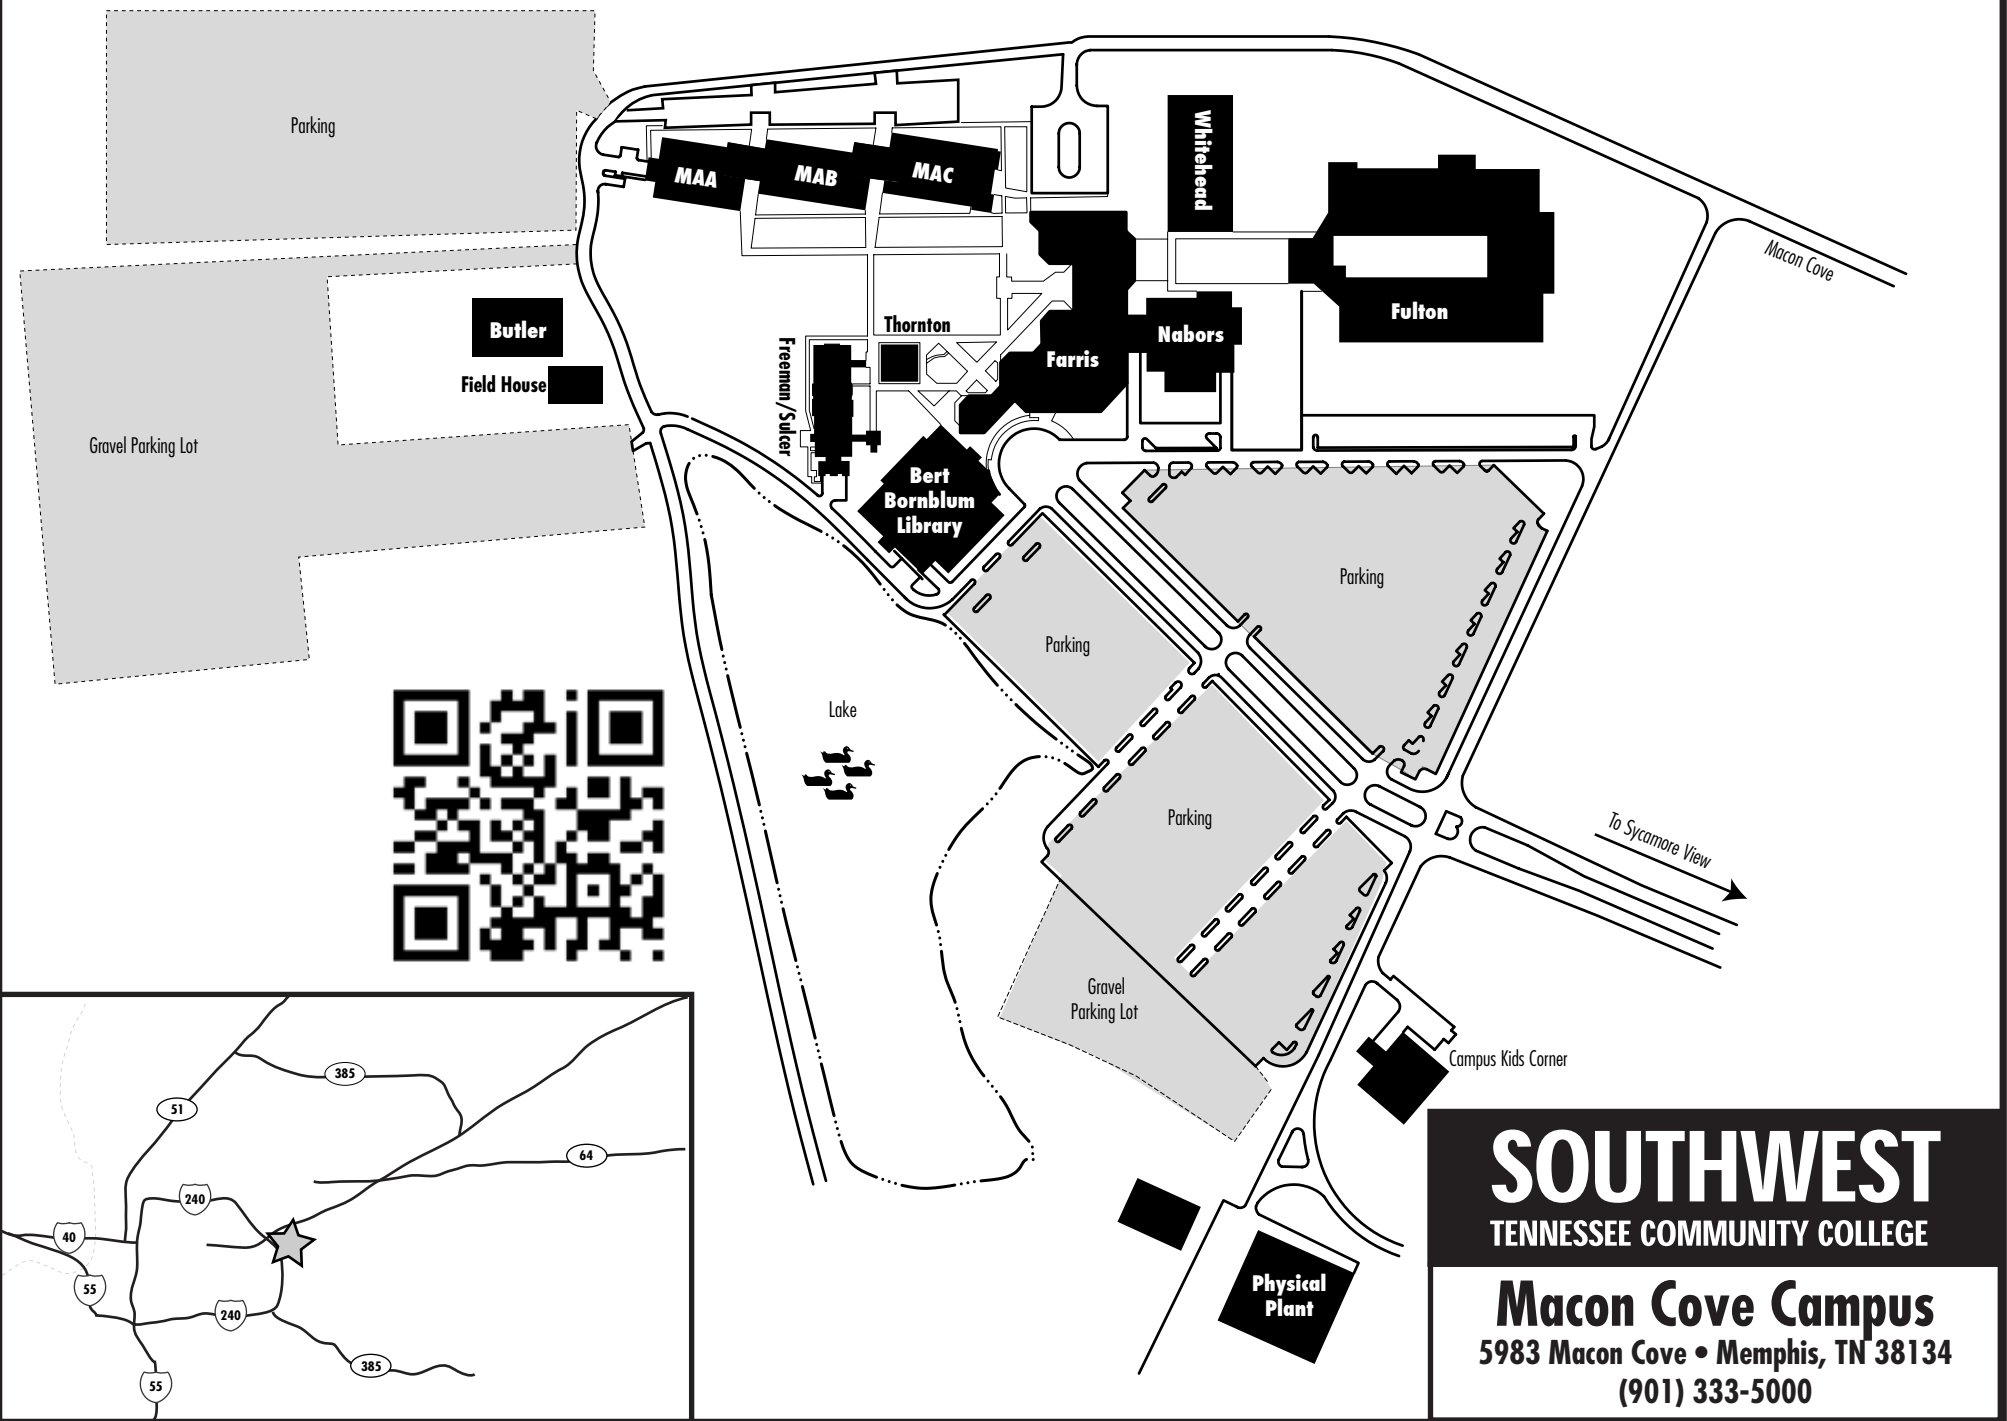 Parking
MAA
MAB
MAC
Whitehead
Macon Cove
Fulton
Butler
Thornton
Nabors
Farris
Field House
Freeman/Sulcer
Gravel Parking Lot
Bert
Bornblum
Library
Parking
Parking
Lake
Parking
To Sycamore View
Gravel
Parking Lot
Campus Kids Corner
385
51
64
240
40
55
240
385
55
Physical
Plant
SOUTHWEST
TENNESSEE COMMUNITY COLLEGE
Macon Cove Campus
5983 Macon Cove • Memphis, TN 38134
(901) 333-5000